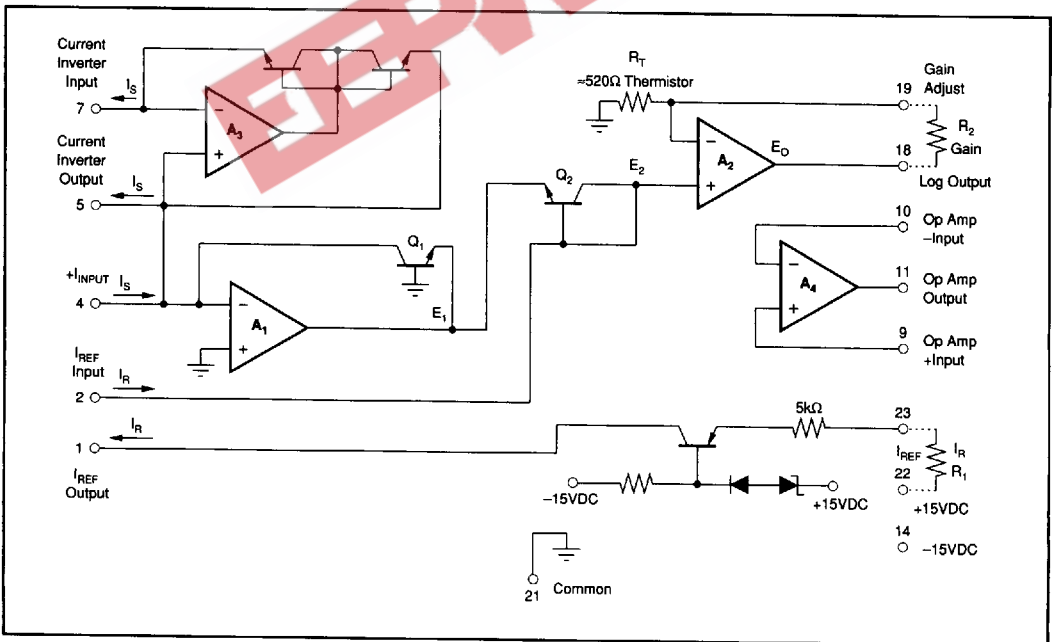 Current
Inverter
Input
I_S
7
A_3
−
+
Current
Inverter
Output
I_S
5
R_T
≈520Ω Thermistor
Gain
Adjust
19
R_2
Gain
18
Log Output
−
+
A_2
E_O
Q_2
E_2
10
Op Amp
−Input
−
+
A_4
11
Op Amp
Output
9
Op Amp
+Input
+I_INPUT
I_S
4
Q_1
−
+
A_1
E_1
I_REF
Input
I_R
2
I_R
1
I_REF
Output
5kΩ
23
I_REF
I_R
R_1
22
+15VDC
−15VDC
+15VDC
14
−15VDC
21
Common